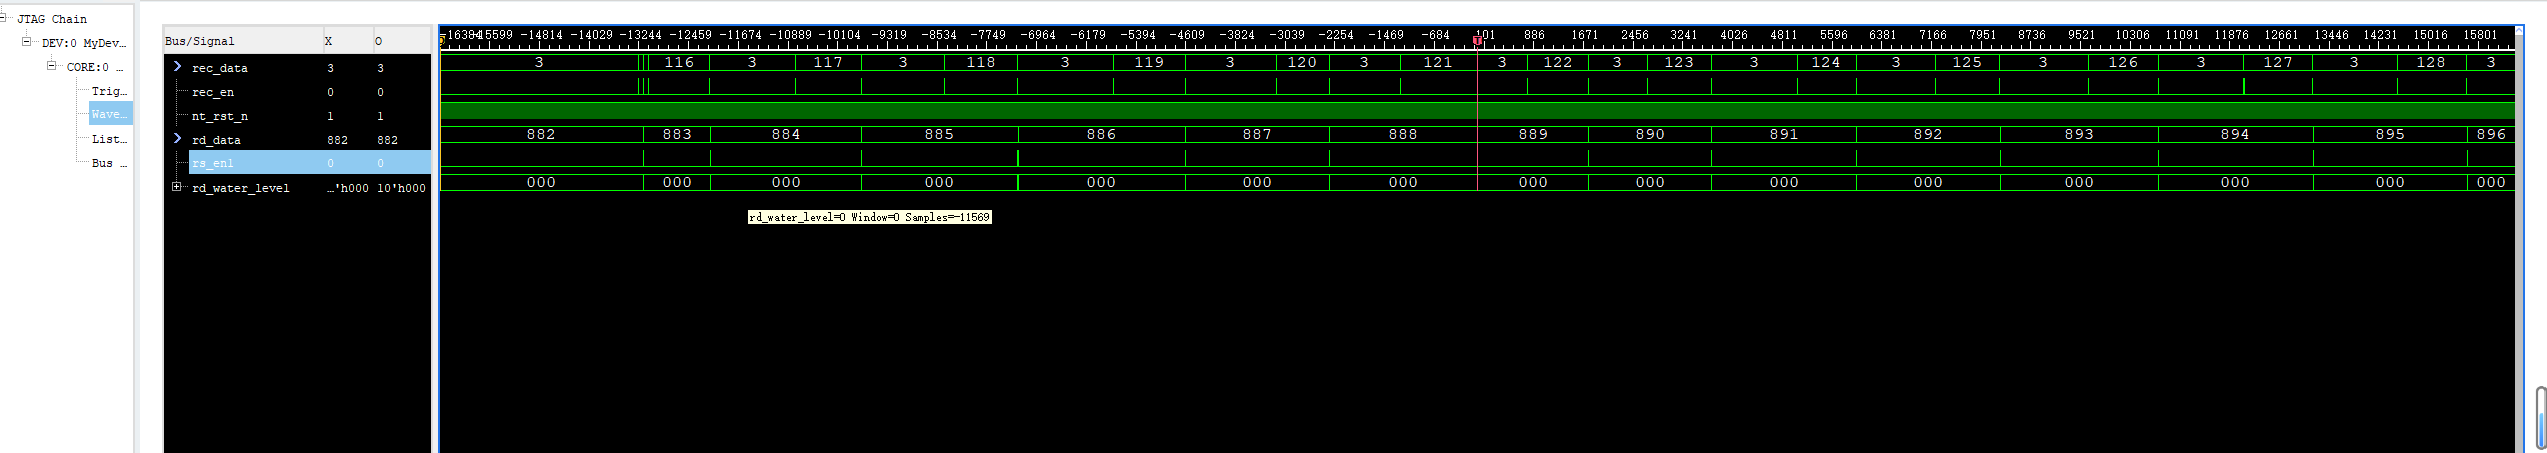 JTAG Chain
DEV:0 MyDev...
CORE:0 ...
Trig...
Wave...
List...
Bus ...
Bus/Signal X O
-16384 -15599 -14814 -14029 -13244 -12459 -11674 -10889 -10104 -9319 -8534 -7749 -6964 -6179 -5394 -4609 -3824 -3039 -2254 -1469 -684 101 886 1671 2456 3241 4026 4811 5596 6381 7166 7951 8736 9521 10306 11091 11876 12661 13446 14231 15016 15801
rec_data 3 3 3 116 3 117 3 118 3 119 3 120 3 121 3 122 3 123 3 124 3 125 3 126 3 127 3 128 3
rec_en 0 0
nt_rst_n 1 1
rd_data 882 882 882 883 884 885 886 887 888 889 890 891 892 893 894 895 896
rs_en1 0 0
rd_water_level ...'h000 10'h000 000 000 000 000 000 000 000 000 000 000 000 000 000 000 000
rd_water_level=0 Window=0 Samples=-11569